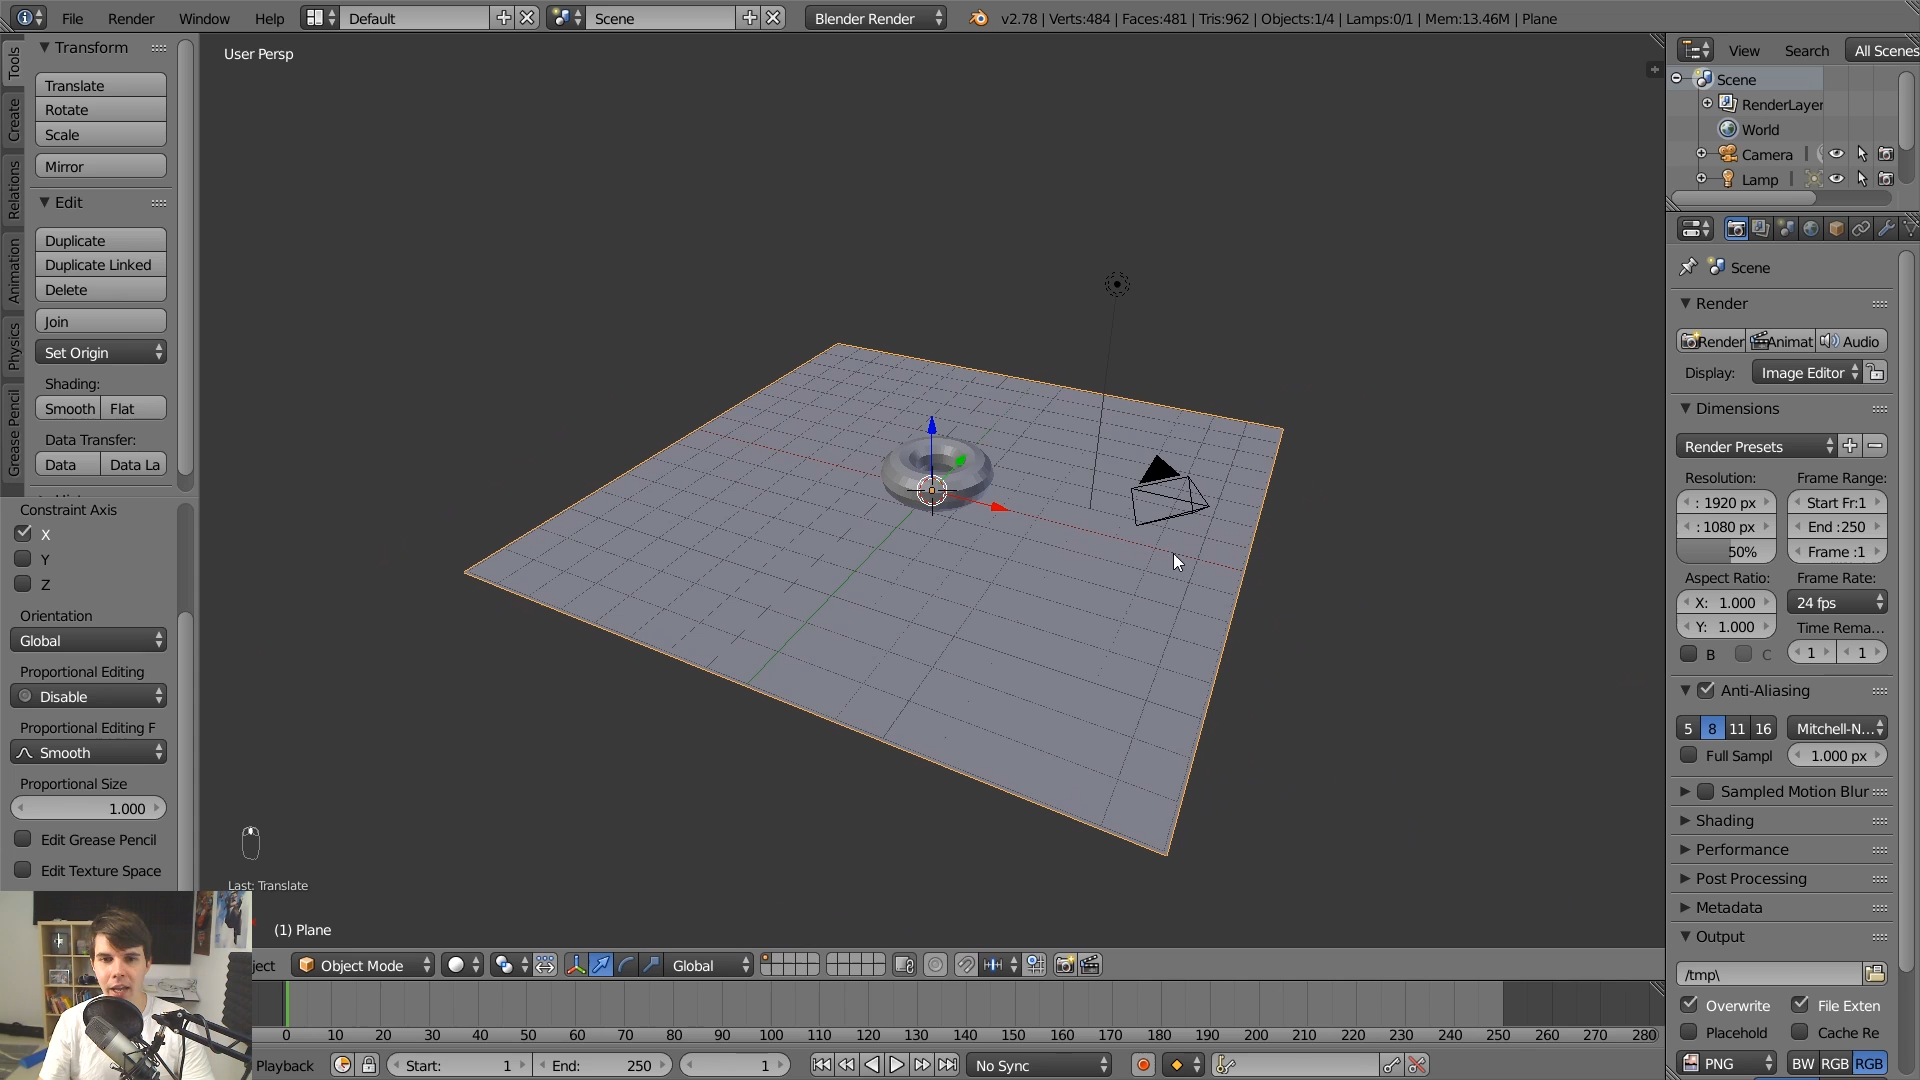 File Render Window Help Default Scene Blender Render v2.78 | Verts:484 | Faces:481 | Tris:962 | Objects:1/4 | Lamps:0/1 | Mem:13.46M | Plane
Tools
Create
Relations
Animation
Physics
Grease Pencil
Transform
Translate
Rotate
Scale
Mirror
Edit
Duplicate
Duplicate Linked
Delete
Join
Set Origin
Shading:
Smooth Flat
Data Transfer:
Data Data La
Constraint Axis
X
Y
Z
Orientation
Global
Proportional Editing
Disable
Proportional Editing F
Smooth
Proportional Size
1.000
Edit Grease Pencil
Edit Texture Space
User Persp
Last: Translate
(1) Plane
ject Object Mode Global
0 10 20 30 40 50 60 70 80 90 100 110 120 130 140 150 160 170 180 190 200 210 220 230 240 250 260 270 280
Playback Start: 1 End: 250 1 No Sync
View Search All Scenes
Scene
RenderLayer
World
Camera
Lamp
Scene
Render
Render Animat Audio
Display: Image Editor
Dimensions
Render Presets
Resolution: Frame Range:
: 1920 px Start Fr:1
: 1080 px End :250
50% Frame :1
Aspect Ratio: Frame Rate:
X: 1.000 24 fps
Y: 1.000 Time Rema...
B C 1 1
Anti-Aliasing
5 8 11 16 Mitchell-N...
Full Sampl 1.000 px
Sampled Motion Blur
Shading
Performance
Post Processing
Metadata
Output
/tmp\
Overwrite File Exten
Placehold Cache Re
PNG BW RGB RGB